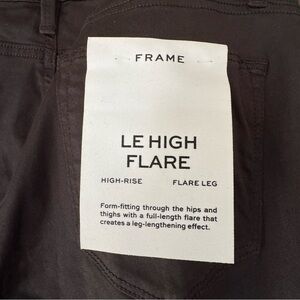 FRAME
LE HIGH
FLARE
HIGH-RISE FLARE LEG
Form-fitting through the hips and
thighs with a full-length flare that
creates a leg-lengthening effect.